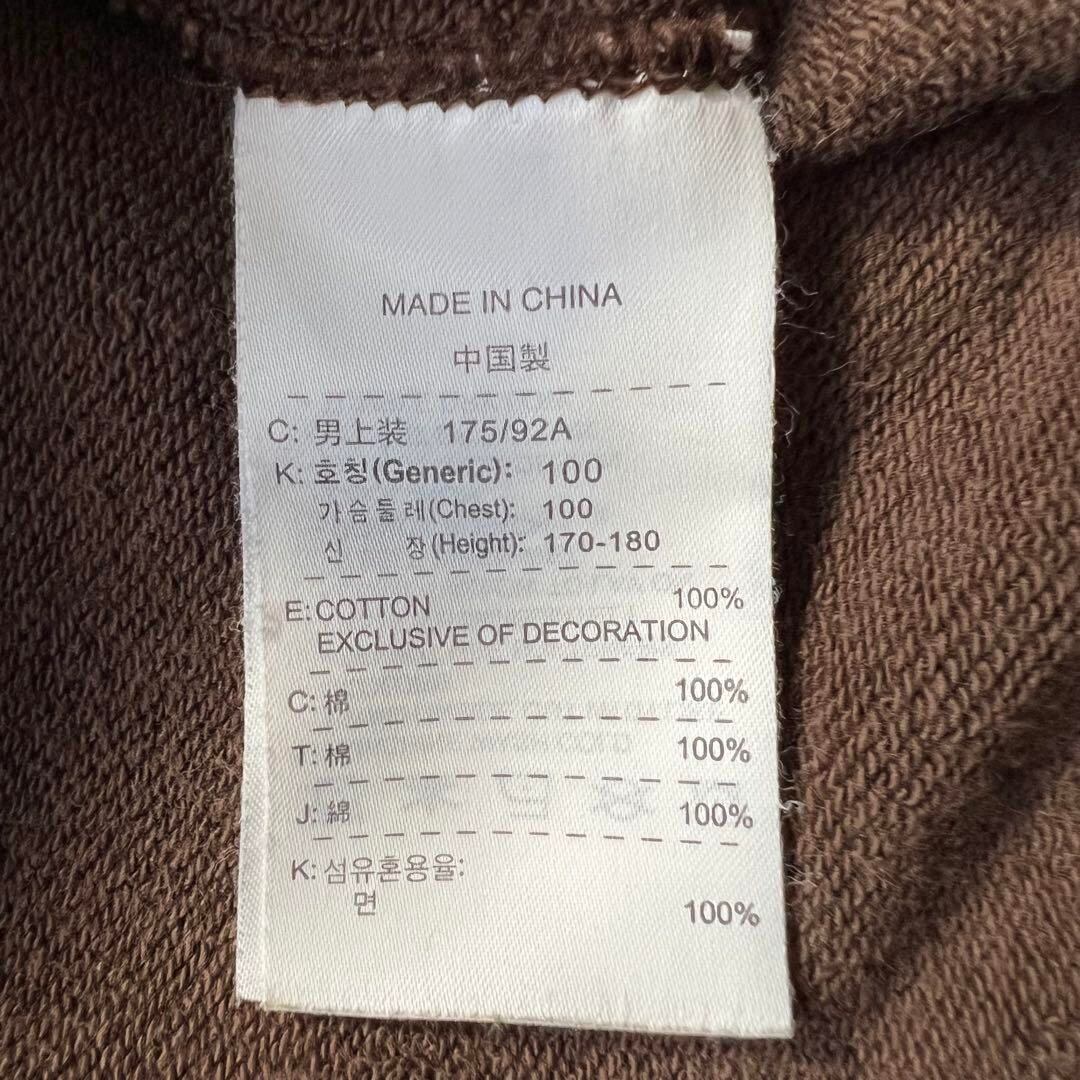 MADE IN CHINA
中国製
C: 男上装 175/92A
K: 호칭(Generic): 100
가슴둘레(Chest): 100
신 장(Height): 170-180
E: COTTON 100%
EXCLUSIVE OF DECORATION
C: 棉 100%
T: 棉 100%
J: 綿 100%
K: 섬유혼용율:
면 100%